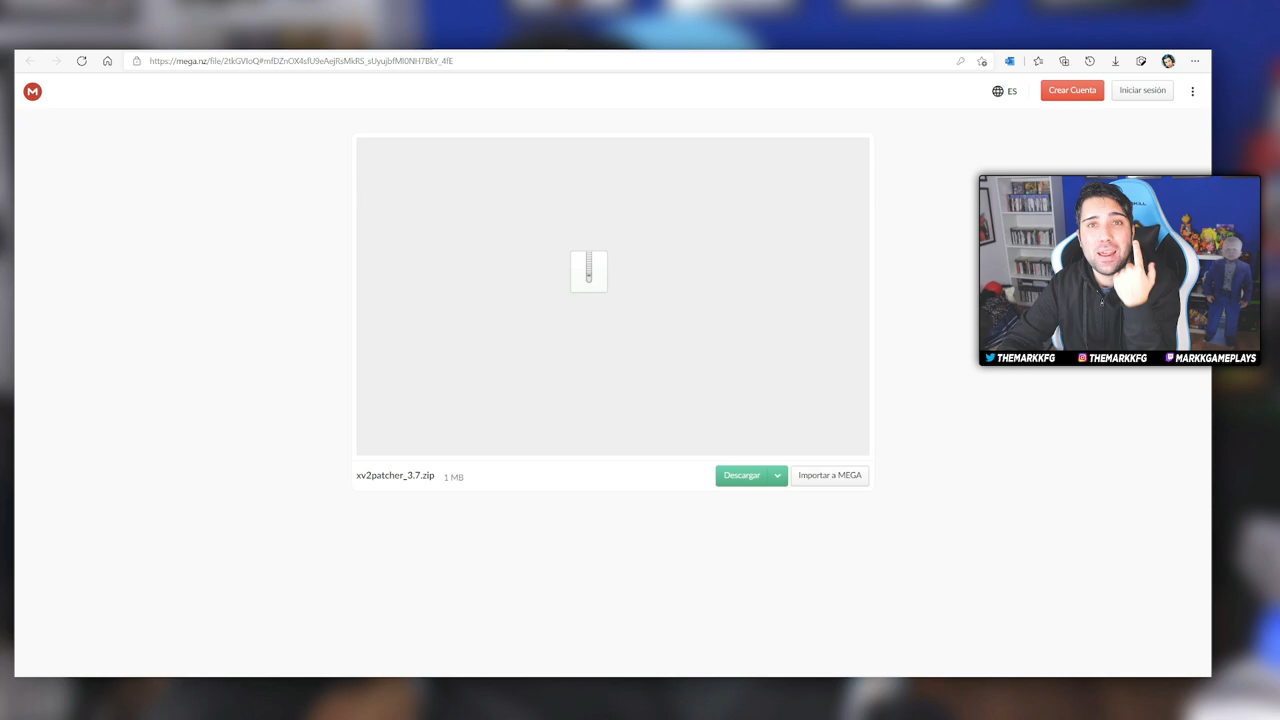 https://mega.nz/file/2tkGVIoQ#mfDZnOX4sfU9eAejRsMkRS_sUyujbfMI0NH7BkY_4fE
M
ES
Crear Cuenta
Iniciar sesión
SKILL
THEMARKKFG
THEMARKKFG
MARKKGAMEPLAYS
xv2patcher_3.7.zip
1 MB
Descargar
Importar a MEGA